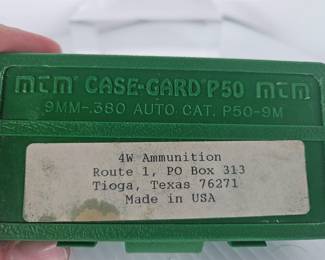 mtm CASE-GARD P50 mtm
9MM-.380 AUTO CAT. P50-9M
4W Ammunition
Route 1, PO Box 313
Tioga, Texas 76271
Made in USA